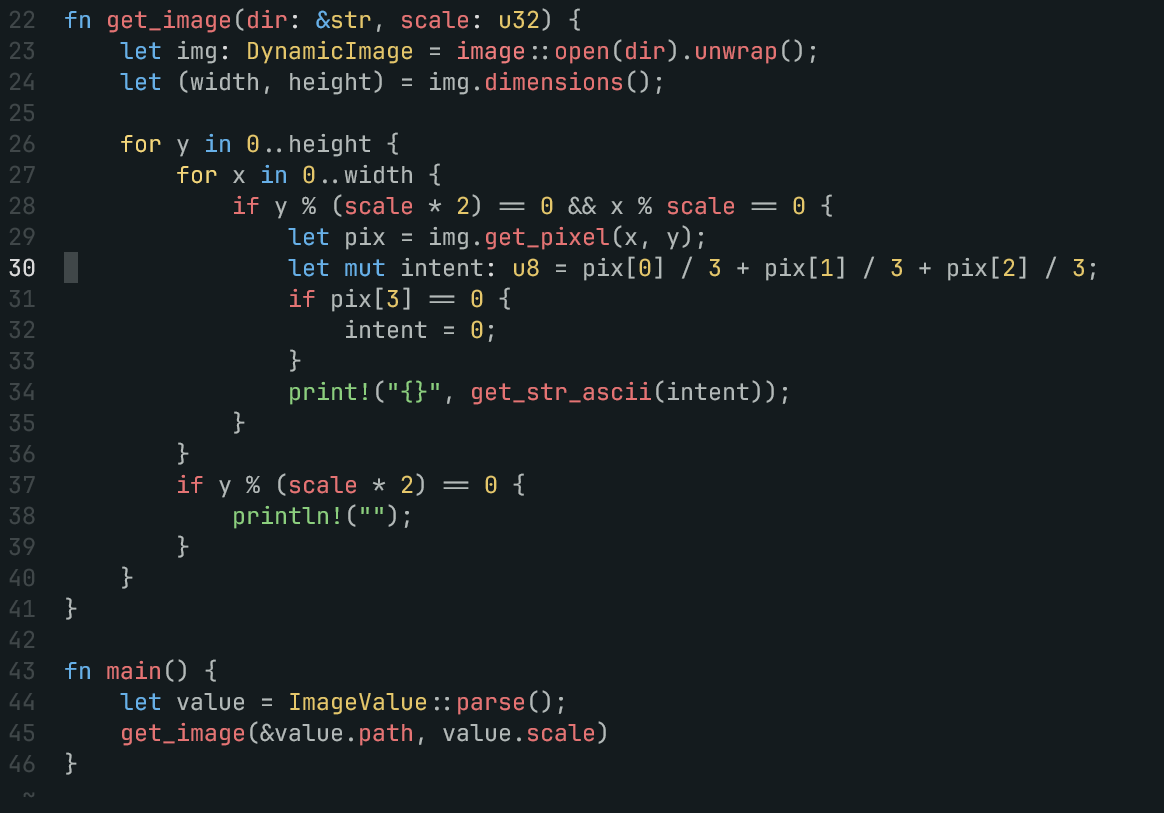 22 fn get_image(dir: &str, scale: u32) {
23     let img: DynamicImage = image::open(dir).unwrap();
24     let (width, height) = img.dimensions();
25
26     for y in 0..height {
27         for x in 0..width {
28             if y % (scale * 2) == 0 && x % scale == 0 {
29                 let pix = img.get_pixel(x, y);
30                 let mut intent: u8 = pix[0] / 3 + pix[1] / 3 + pix[2] / 3;
31                 if pix[3] == 0 {
32                     intent = 0;
33                 }
34                 print!("{}", get_str_ascii(intent));
35             }
36         }
37         if y % (scale * 2) == 0 {
38             println!("");
39         }
40     }
41 }
42
43 fn main() {
44     let value = ImageValue::parse();
45     get_image(&value.path, value.scale)
46 }
~